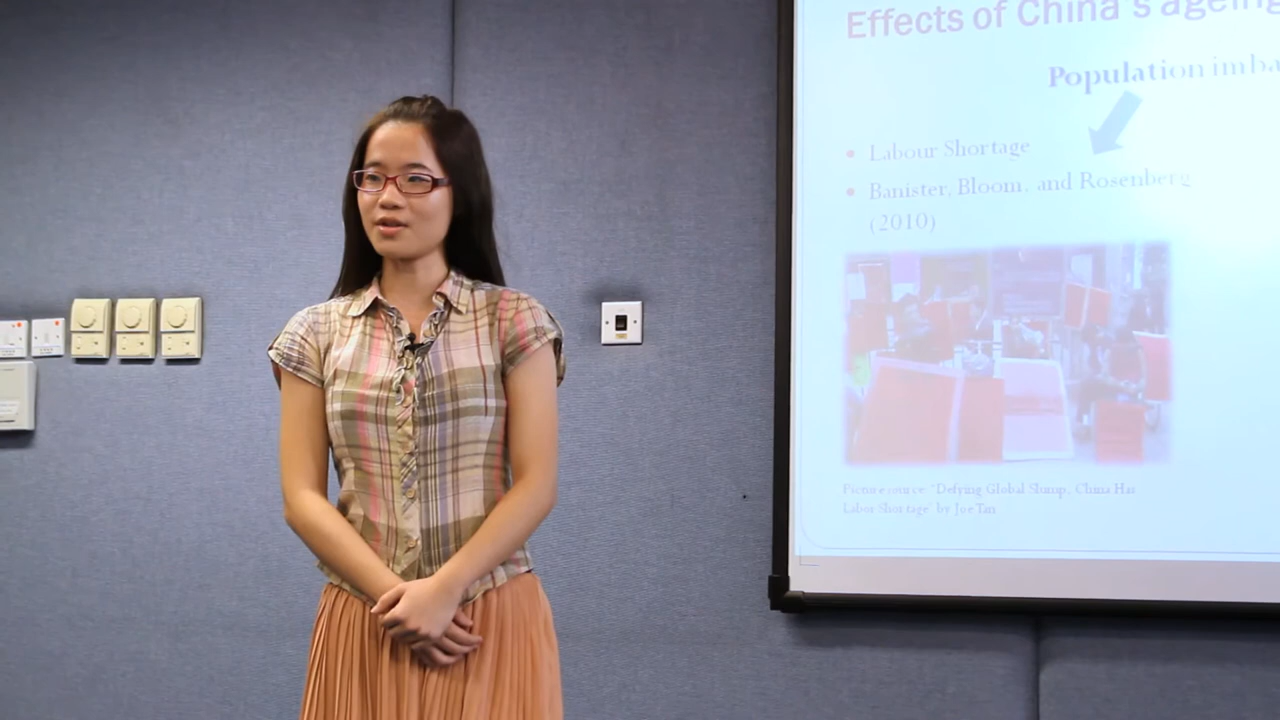 Effects of China's ageing
Population imba
Labour Shortage
Banister, Bloom, and Rosenberg
(2010)
Picture source: "Defying Global Slump, China Has
Labor Shortage" by Joe Tan